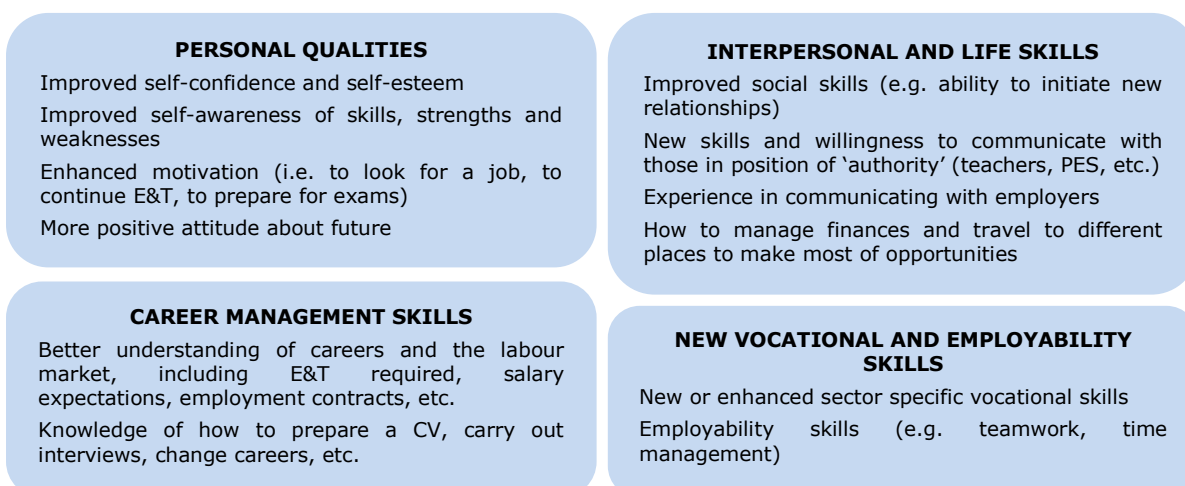 PERSONAL QUALITIES
Improved self-confidence and self-esteem
Improved self-awareness of skills, strengths and
weaknesses
Enhanced motivation (i.e. to look for a job, to
continue E&T, to prepare for exams)
More positive attitude about future
INTERPERSONAL AND LIFE SKILLS
Improved social skills (e.g. ability to initiate new
relationships)
New skills and willingness to communicate with
those in position of ‘authority’ (teachers, PES, etc.)
Experience in communicating with employers
How to manage finances and travel to different
places to make most of opportunities
CAREER MANAGEMENT SKILLS
Better understanding of careers and the labour
market, including E&T required, salary
expectations, employment contracts, etc.
Knowledge of how to prepare a CV, carry out
interviews, change careers, etc.
NEW VOCATIONAL AND EMPLOYABILITY
SKILLS
New or enhanced sector specific vocational skills
Employability skills (e.g. teamwork, time
management)